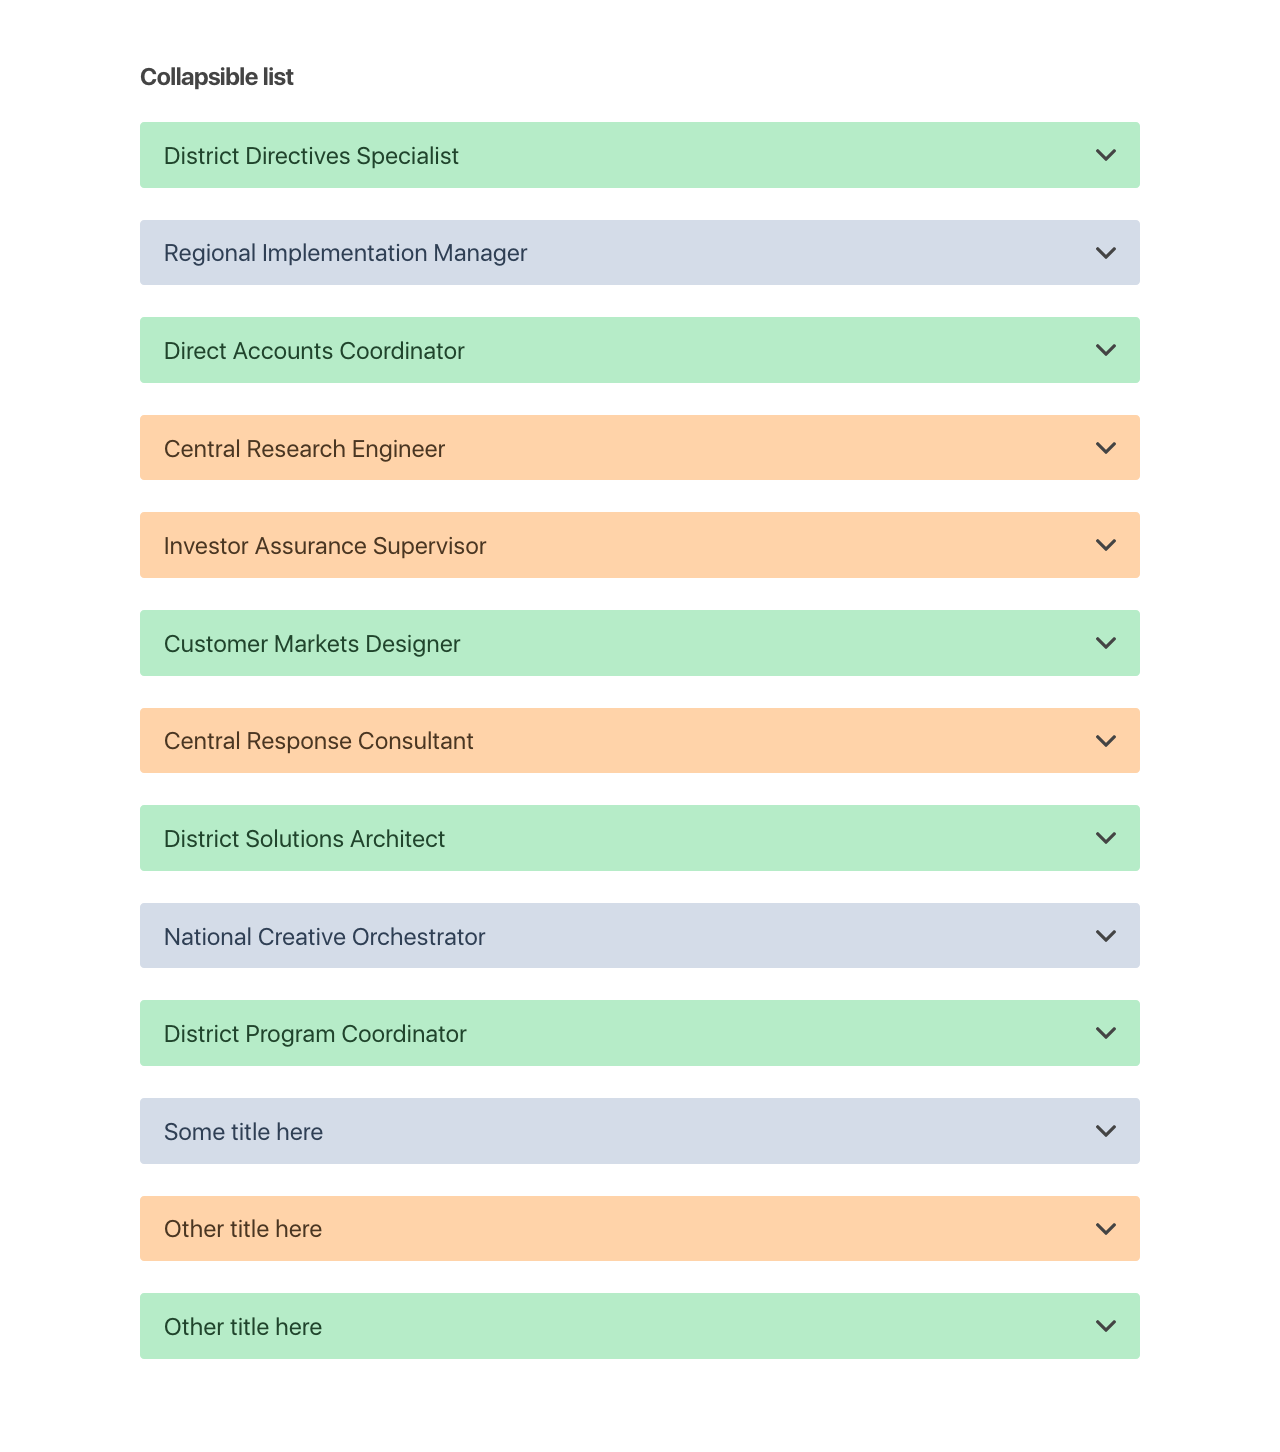 Collapsible list
District Directives Specialist
Regional Implementation Manager
Direct Accounts Coordinator
Central Research Engineer
Investor Assurance Supervisor
Customer Markets Designer
Central Response Consultant
District Solutions Architect
National Creative Orchestrator
District Program Coordinator
Some title here
Other title here
Other title here